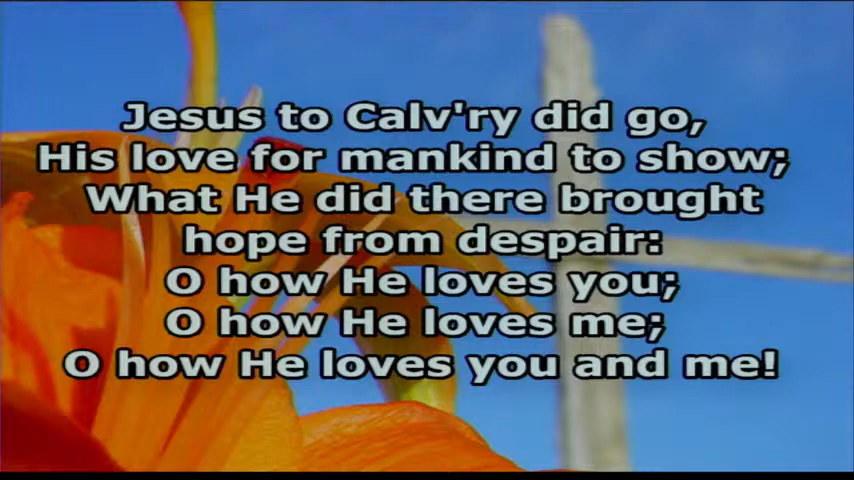 Jesus to Calv'ry did go,
His love for mankind to show;
What He did there brought
hope from despair:
O how He loves you;
O how He loves me;
O how He loves you and me!